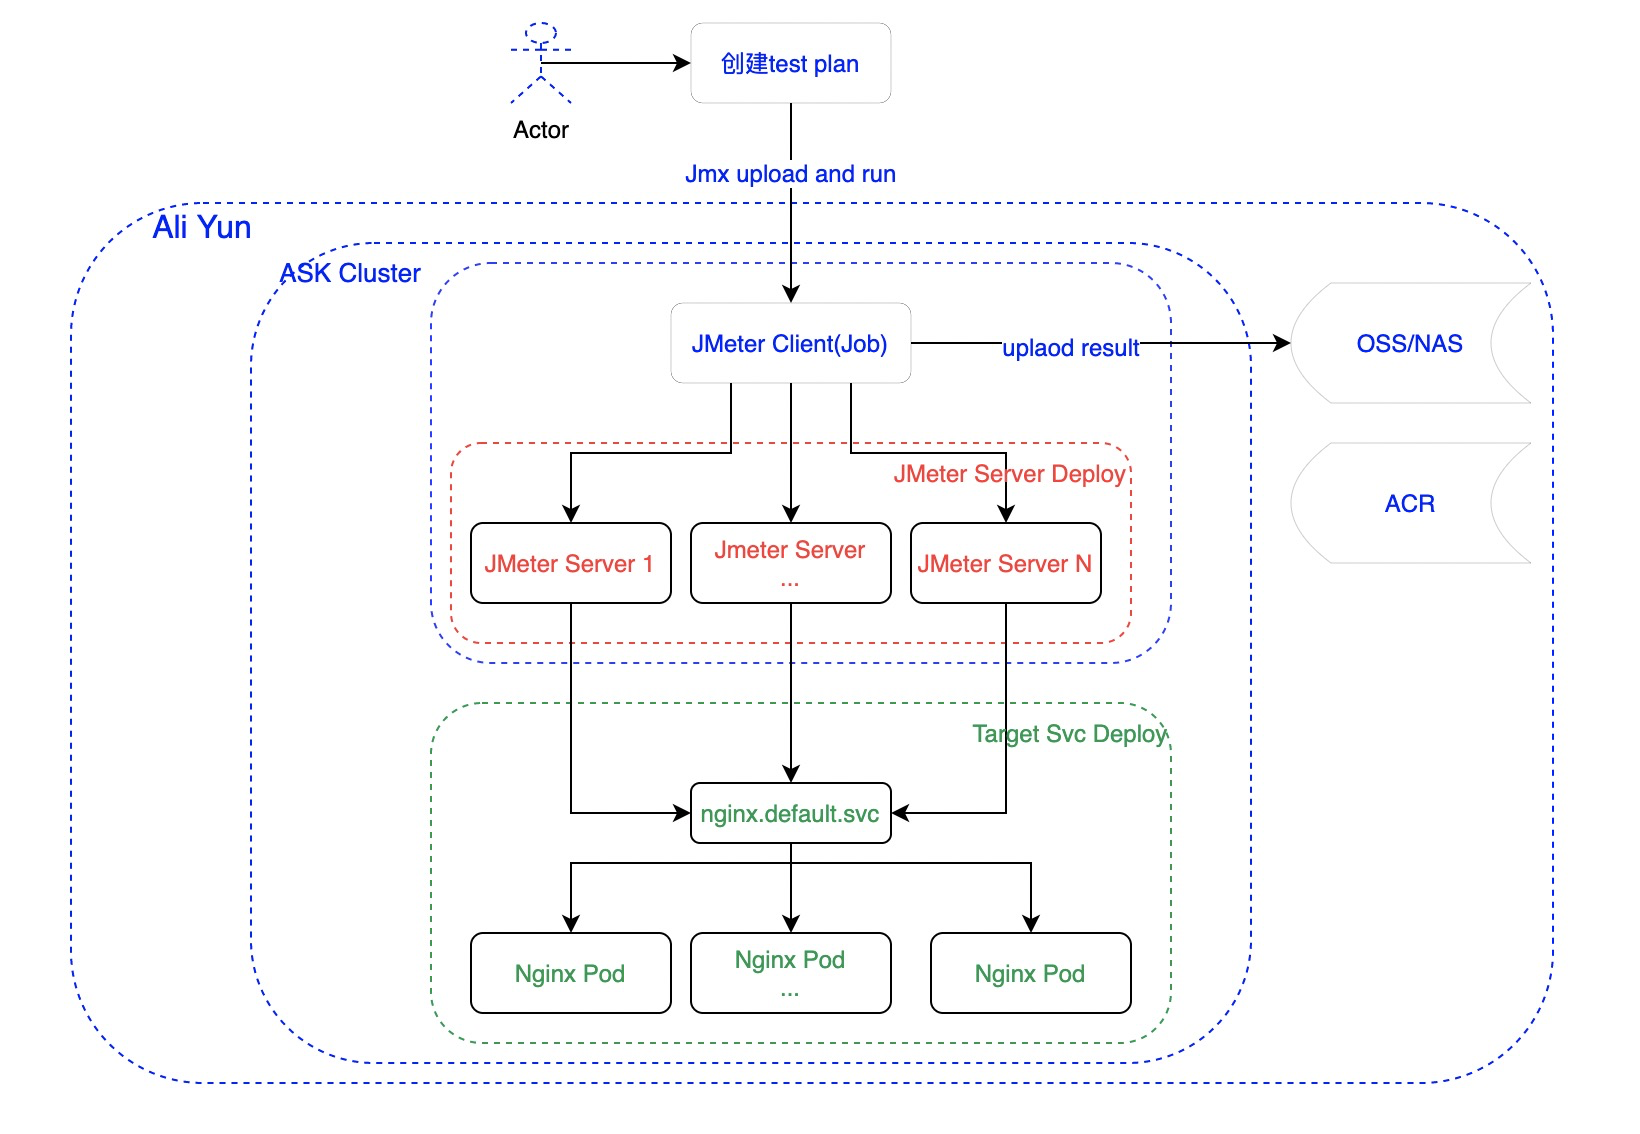 创建test plan
Actor
Jmx upload and run
Ali Yun
ASK Cluster
JMeter Client(Job)
uplaod result
OSS/NAS
JMeter Server Deploy
ACR
JMeter Server 1
Jmeter Server
...
JMeter Server N
Target Svc Deploy
nginx.default.svc
Nginx Pod
Nginx Pod
...
Nginx Pod